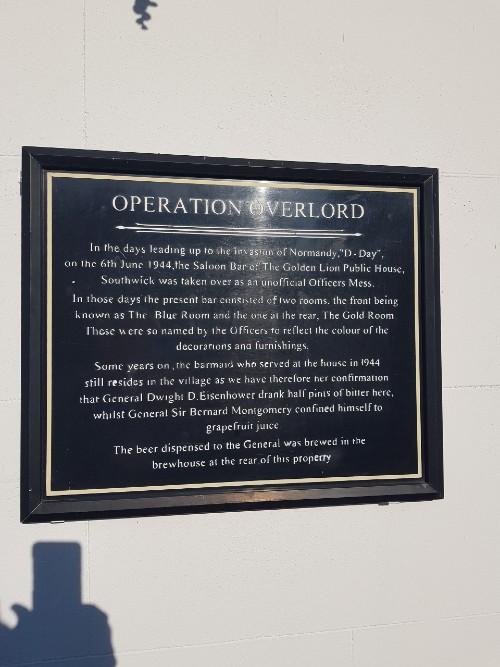 OPERATION OVERLORD
In the days leading up to the invasion of Normandy,"D-Day",
on the 6th June 1944,the Saloon Bar of The Golden Lion Public House,
Southwick was taken over as an unofficial Officers Mess.
In those days the present bar consisted of two rooms, the front being
known as The Blue Room and the one at the rear, The Gold Room
These were so named by the Officers to reflect the colour of the
decorations and furnishings.
Some years on ,the barmaid who served at the house in 1944
still resides in the village as we have therefore her confirmation
that General Dwight D.Eisenhower drank half pints of bitter here,
whilst General Sir Bernard Montgomery confined himself to
grapefruit juice
The beer dispensed to the General was brewed in the
brewhouse at the rear of this property